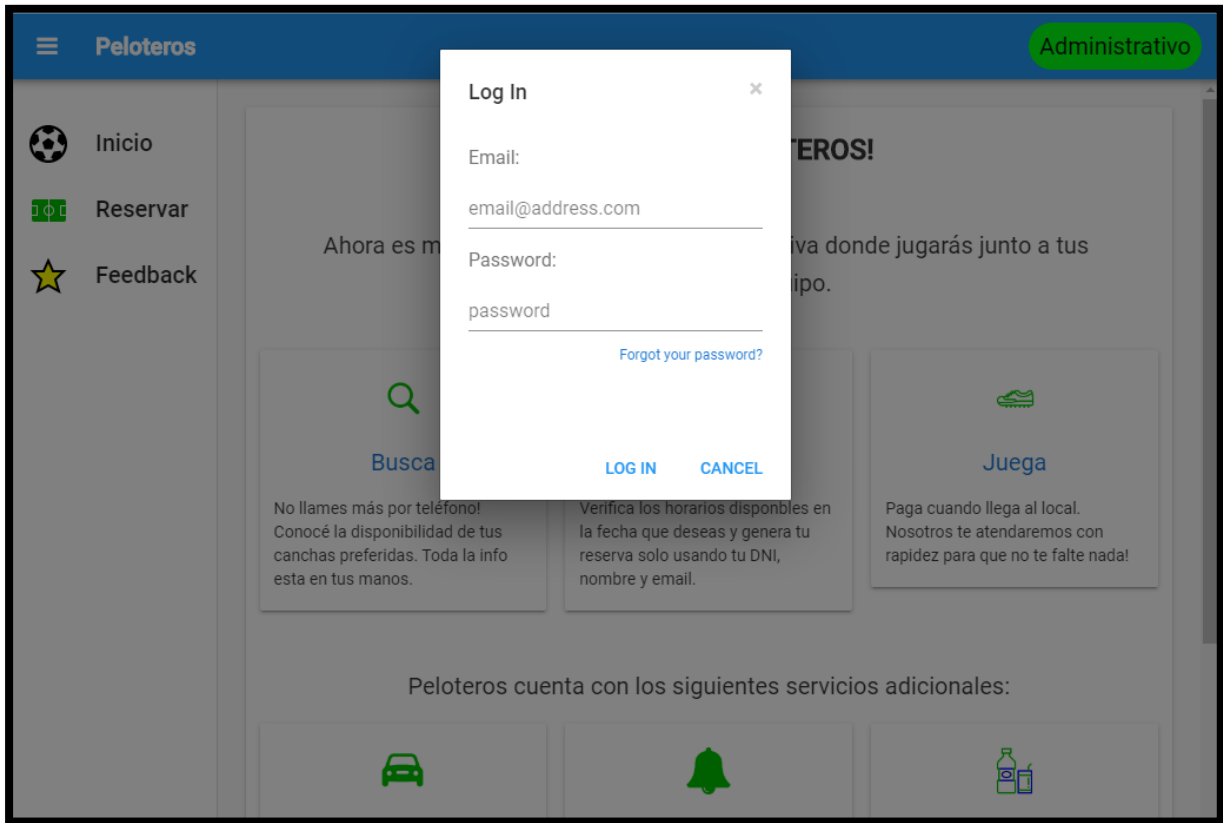 Peloteros
Administrativo
Inicio
Reservar
Feedback
Log In
×
Email:
email@address.com
Password:
password
Forgot your password?
LOG IN
CANCEL
TEROS!
Ahora es m
iva donde jugarás junto a tus
ipo.
Busca
No llames más por teléfono!
Conocé la disponibilidad de tus
canchas preferidas. Toda la info
esta en tus manos.
Verifica los horarios disponbles en
la fecha que deseas y genera tu
reserva solo usando tu DNI,
nombre y email.
Juega
Paga cuando llega al local.
Nosotros te atendaremos con
rapidez para que no te falte nada!
Peloteros cuenta con los siguientes servicios adicionales: